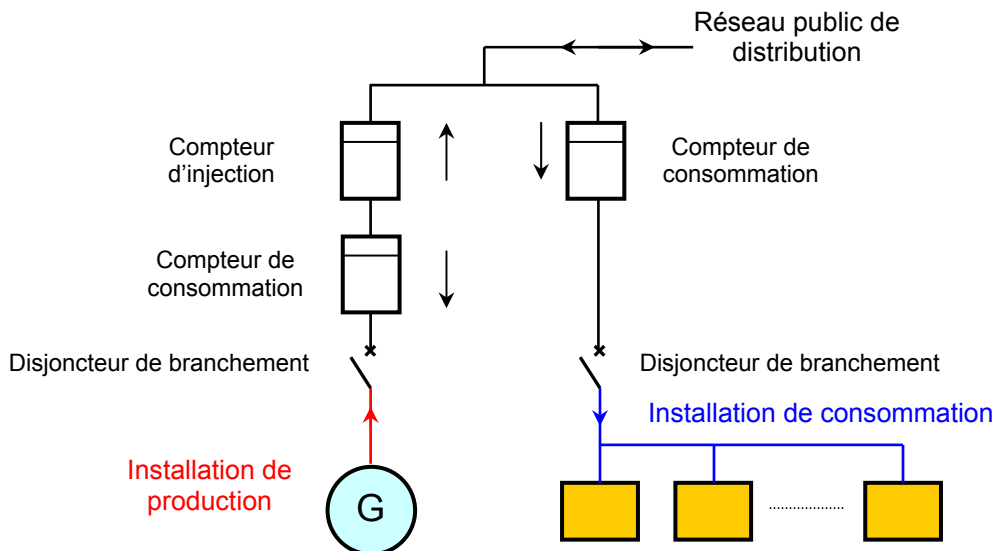 Réseau public de
distribution
Compteur
d'injection
Compteur de
consommation
Compteur de
consommation
Disjoncteur de branchement
Disjoncteur de branchement
Installation de consommation
Installation de
production
G